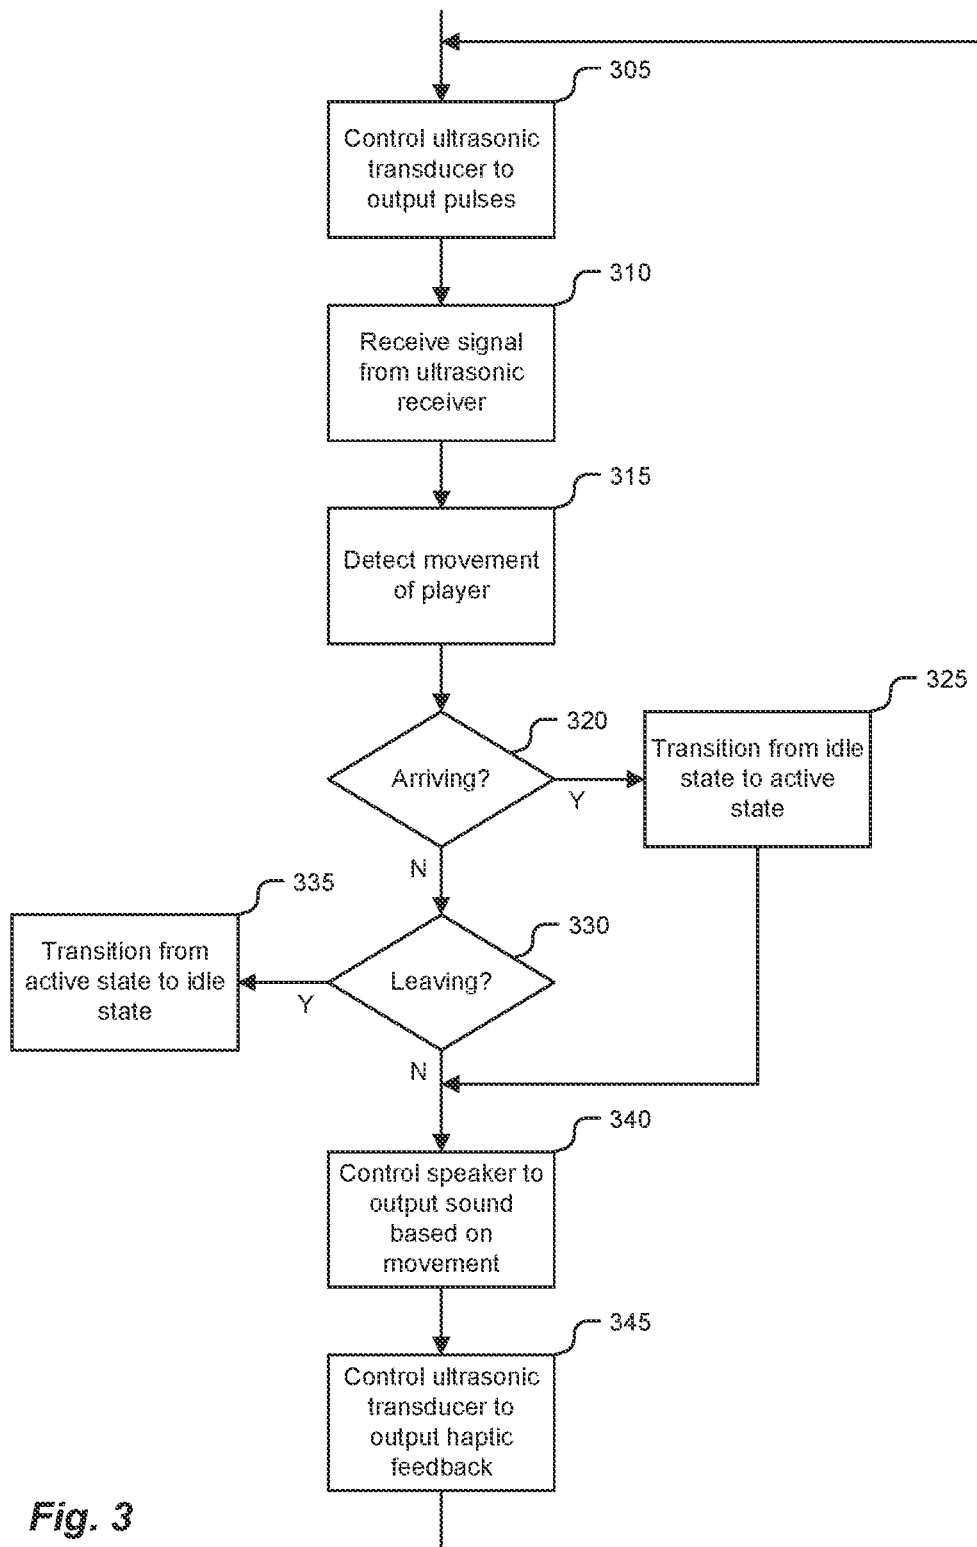 305
Control ultrasonic
transducer to
output pulses
310
Receive signal
from ultrasonic
receiver
315
Detect movement
of player
320
Arriving?
Y
N
325
Transition from idle
state to active
state
330
Leaving?
Y
N
335
Transition from
active state to idle
state
340
Control speaker to
output sound
based on
movement
345
Control ultrasonic
transducer to
output haptic
feedback
Fig. 3